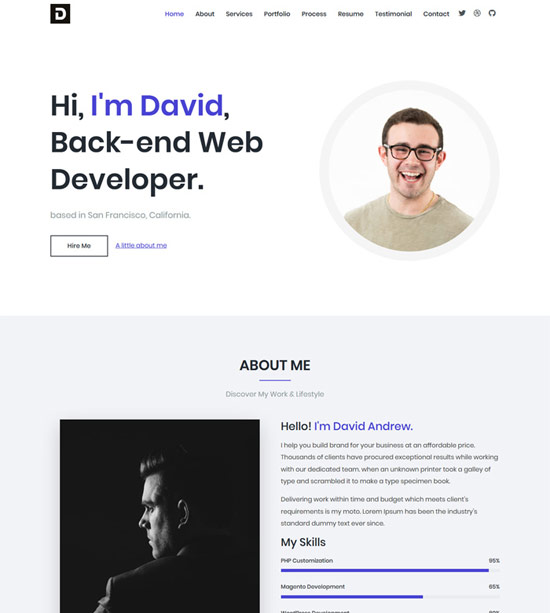 D
Home About Services Portfolio Process Resume Testimonial Contact
Hi, I'm David,
Back-end Web
Developer.
based in San Francisco, California.
Hire Me A little about me
ABOUT ME
Discover My Work & Lifestyle
Hello! I'm David Andrew.
I help you build brand for your business at an affordable price.
Thousands of clients have procured exceptional results while working
with our dedicated team. when an unknown printer took a galley of
type and scrambled it to make a type specimen book.
Delivering work within time and budget which meets client's
requirements is my moto. Lorem Ipsum has been the industry's
standard dummy text ever since.
My Skills
PHP Customization 95%
Magento Development 65%